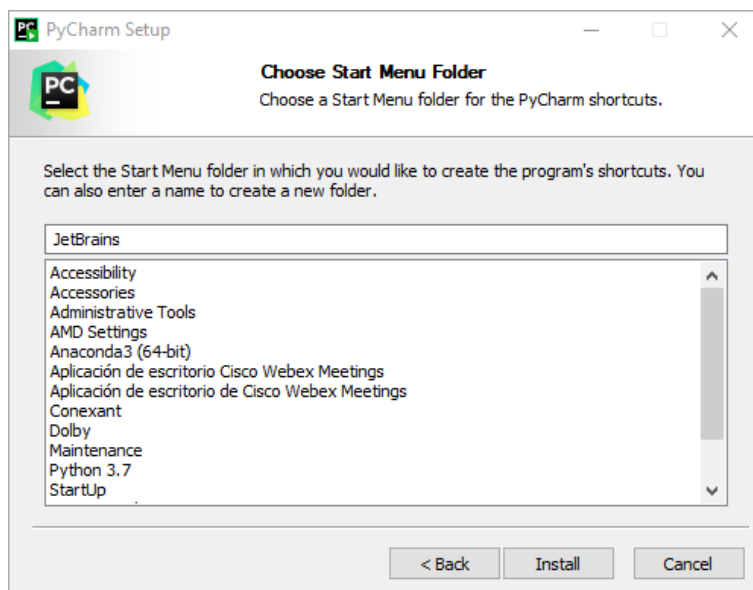 PyCharm Setup
PC
Choose Start Menu Folder
Choose a Start Menu folder for the PyCharm shortcuts.
Select the Start Menu folder in which you would like to create the program's shortcuts. You
can also enter a name to create a new folder.
JetBrains
Accessibility
Accessories
Administrative Tools
AMD Settings
Anaconda3 (64-bit)
Aplicación de escritorio Cisco Webex Meetings
Aplicación de escritorio de Cisco Webex Meetings
Conexant
Dolby
Maintenance
Python 3.7
StartUp
< Back
Install
Cancel